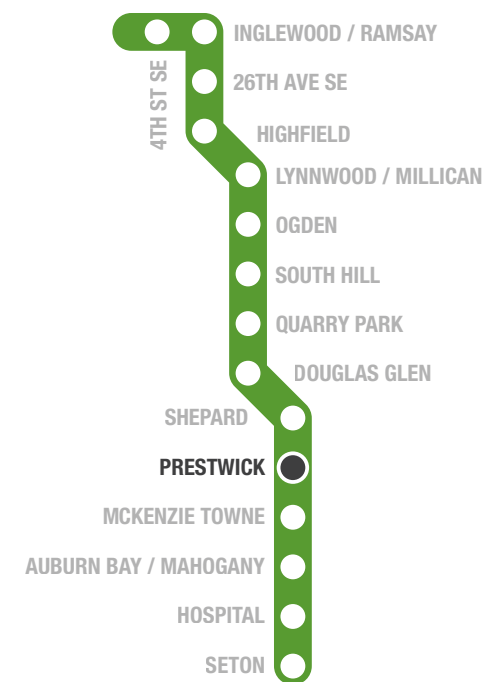 4TH ST SE
INGLEWOOD / RAMSAY
26TH AVE SE
HIGHFIELD
LYNNWOOD / MILLICAN
OGDEN
SOUTH HILL
QUARRY PARK
DOUGLAS GLEN
SHEPARD
PRESTWICK
MCKENZIE TOWNE
AUBURN BAY / MAHOGANY
HOSPITAL
SETON